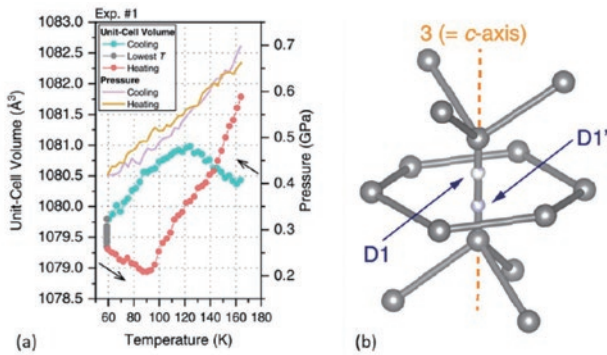 Exp. #1
Unit-Cell Volume
Cooling
Lowest T
Heating
Pressure
Cooling
Heating
1083.0
1082.5
1082.0
1081.5
1081.0
1080.5
1080.0
1079.5
1079.0
1078.5
Unit-Cell Volume (Å³)
0.7
0.6
0.5
0.4
0.3
0.2
Pressure (GPa)
60 80 100 120 140 160 180
Temperature (K)
(a)
3 (= c-axis)
D1'
D1
(b)